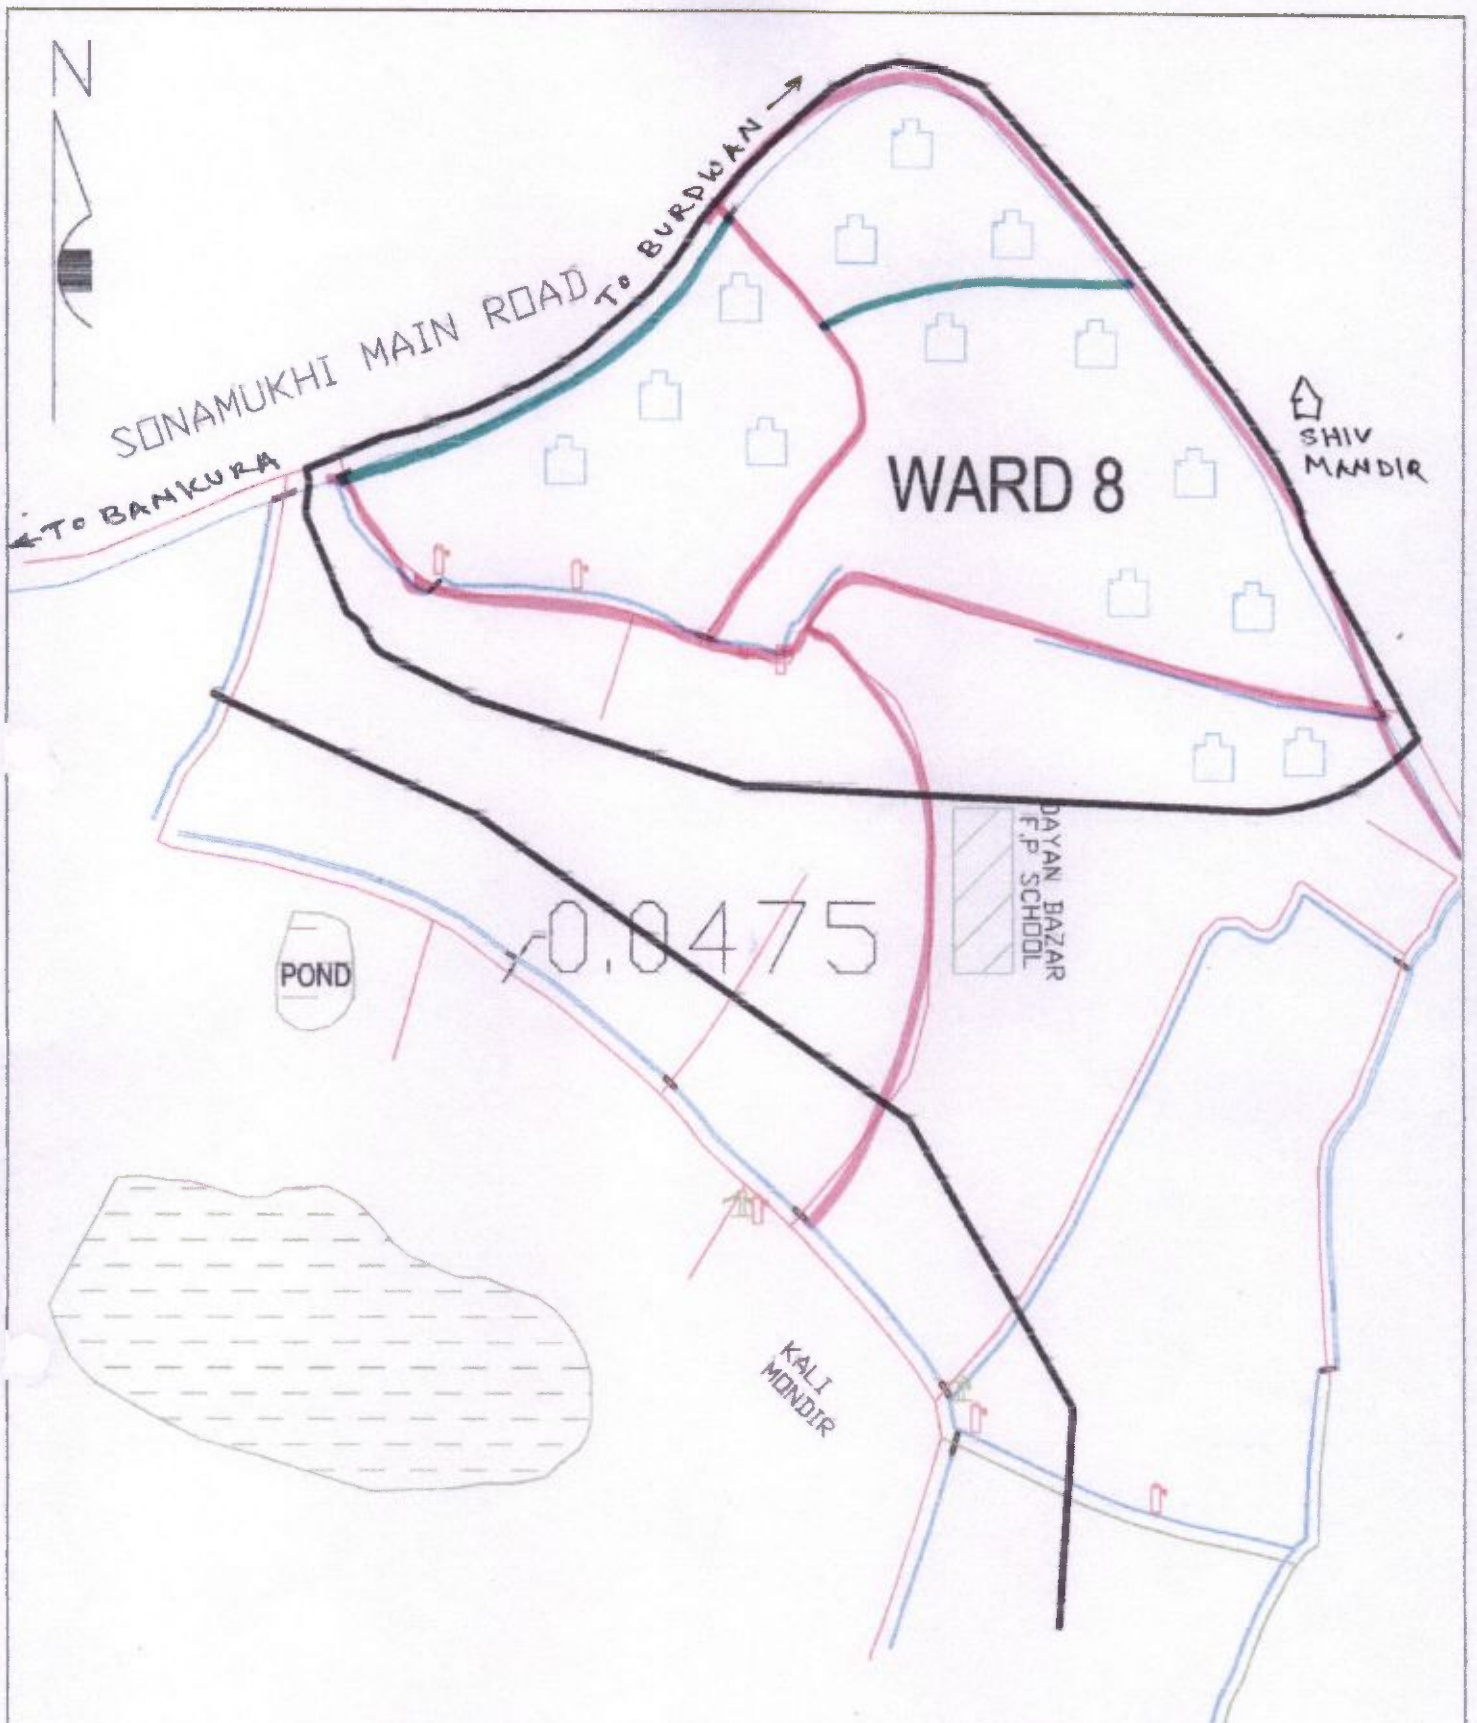 N
TO BURDWAN
SONAMUKHI MAIN ROAD
TO BANKURA
SHIV
MANDIR
WARD 8
DAYAN BAZAR
F.P SCHOOL
0.0475
POND
KALI
MONDIR